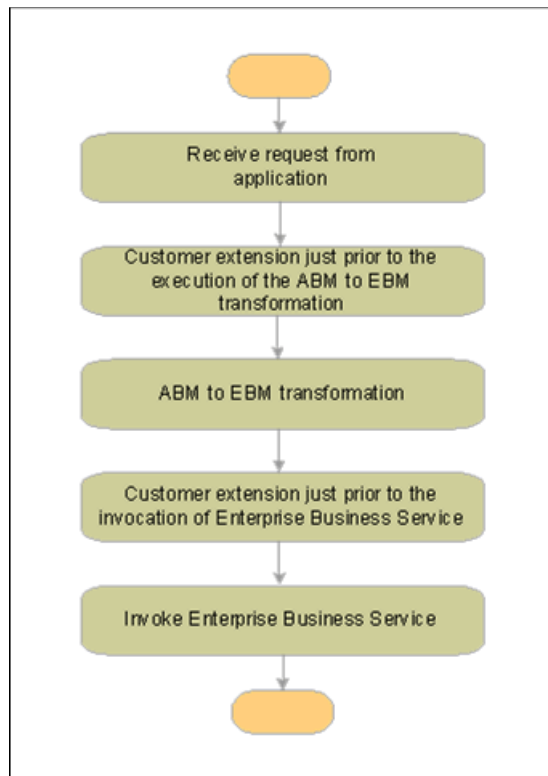 Receive request from
application
Customer extension just prior to the
execution of the ABM to EBM
transformation
ABM to EBM transformation
Customer extension just prior to the
invocation of Enterprise Business Service
Invoke Enterprise Business Service